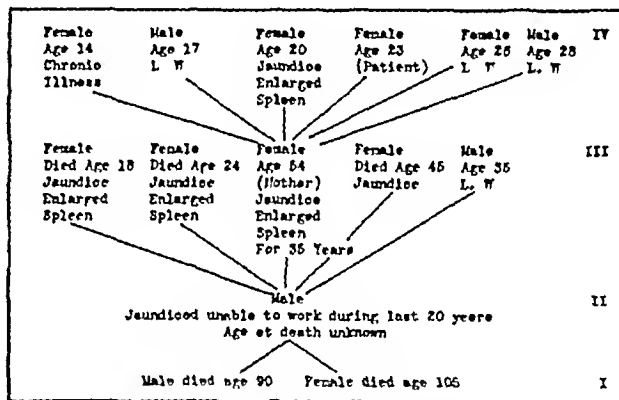 Female Male Female Female Female Male IV
Age 14 Age 17 Age 20 Age 23 Age 26 Age 28
Chronic L W Jaundice (Patient) L W L. W
Illness Enlarged
Spleen
Female Female Female Female Male III
Died Age 18 Died Age 24 Age 54 Died Age 45 Age 35
Jaundice Jaundice (Mother) Jaundice L. W
Enlarged Enlarged Jaundice
Spleen Spleen Enlarged
Spleen
For 35 Years
Male II
Jaundiced unable to work during last 20 years
Age at death unknown
Male died age 90 Female died age 105 I